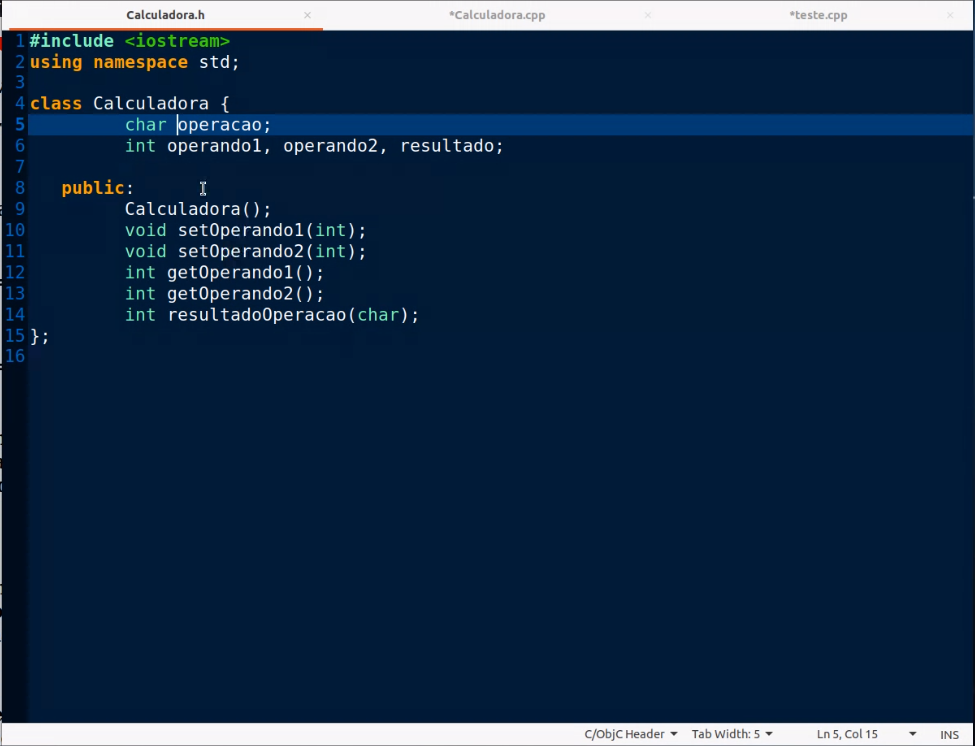 Calculadora.h × *Calculadora.cpp × *teste.cpp ×
1 #include <iostream>
2 using namespace std;
3
4 class Calculadora {
5 char operacao;
6 int operando1, operando2, resultado;
7
8 public:
9 Calculadora();
10 void setOperando1(int);
11 void setOperando2(int);
12 int getOperando1();
13 int getOperando2();
14 int resultadoOperacao(char);
15 };
16
C/ObjC Header Tab Width: 5 Ln 5, Col 15 INS